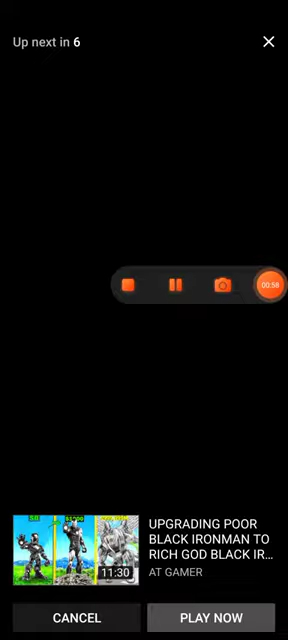 Up next in 6
00:58
11:30
UPGRADING POOR
BLACK IRONMAN TO
RICH GOD BLACK IR...
AT GAMER
CANCEL
PLAY NOW